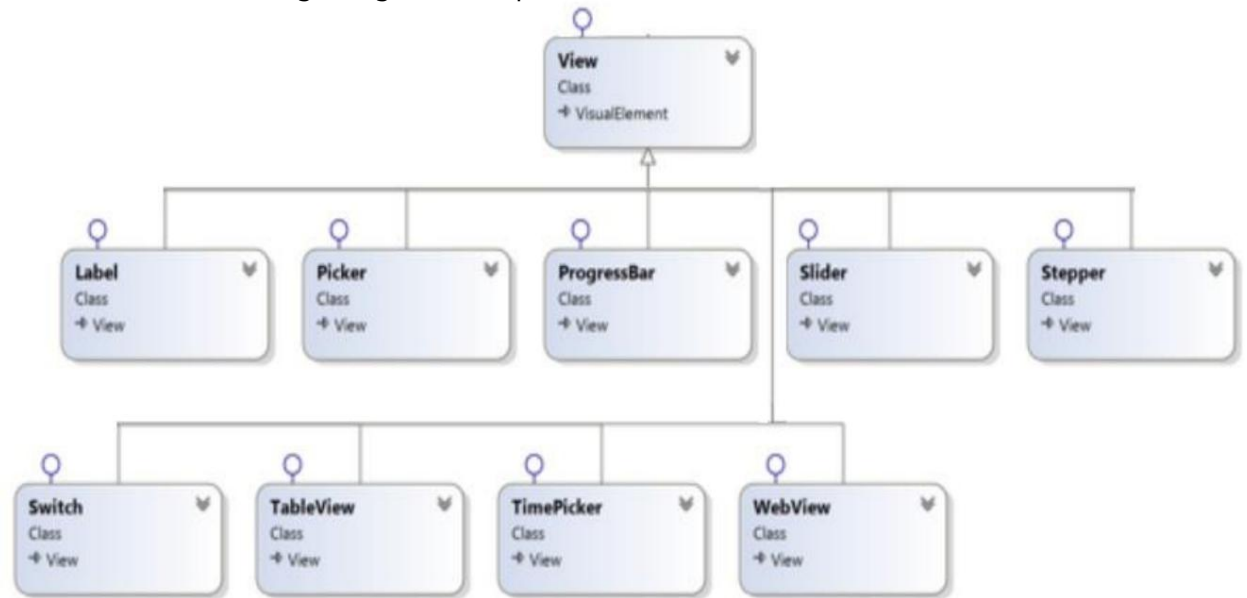 View
Class
VisualElement
Label
Class
View
Picker
Class
View
ProgressBar
Class
View
Slider
Class
View
Stepper
Class
View
Switch
Class
View
TableView
Class
View
TimePicker
Class
View
WebView
Class
View